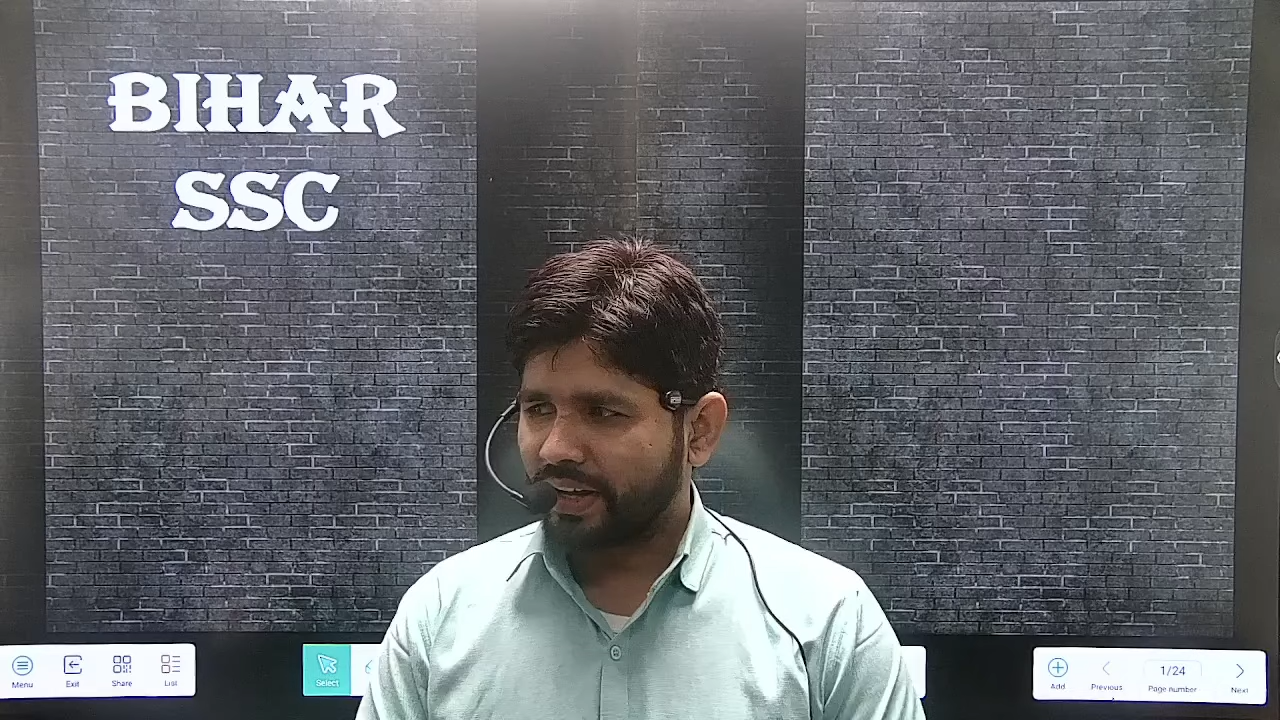 BIHAR
SSC
Menu
Exit
Share
List
Select
Add
Previous
1/24
Page number
Next